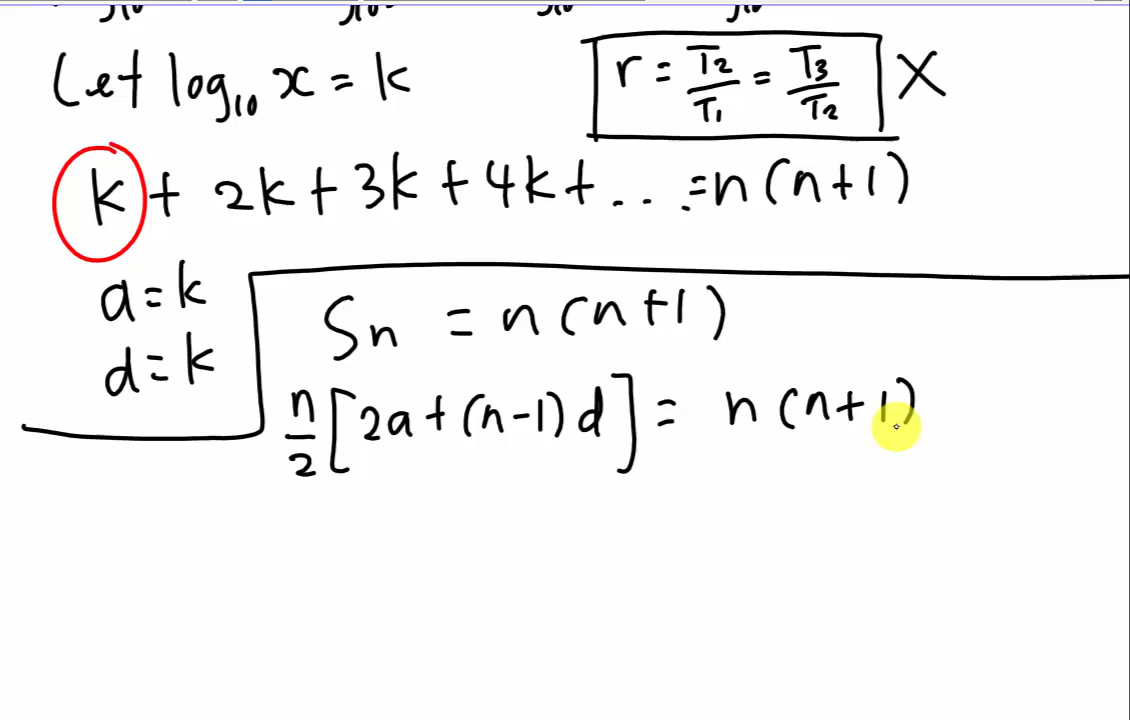 Let log₁₀ x = k
r = T₂/T₁ = T₃/T₂ X
k + 2k + 3k + 4k + ... = n(n+1)
a = k
d = k
Sn = n(n+1)
n/2 [2a + (n-1)d] = n(n+1)